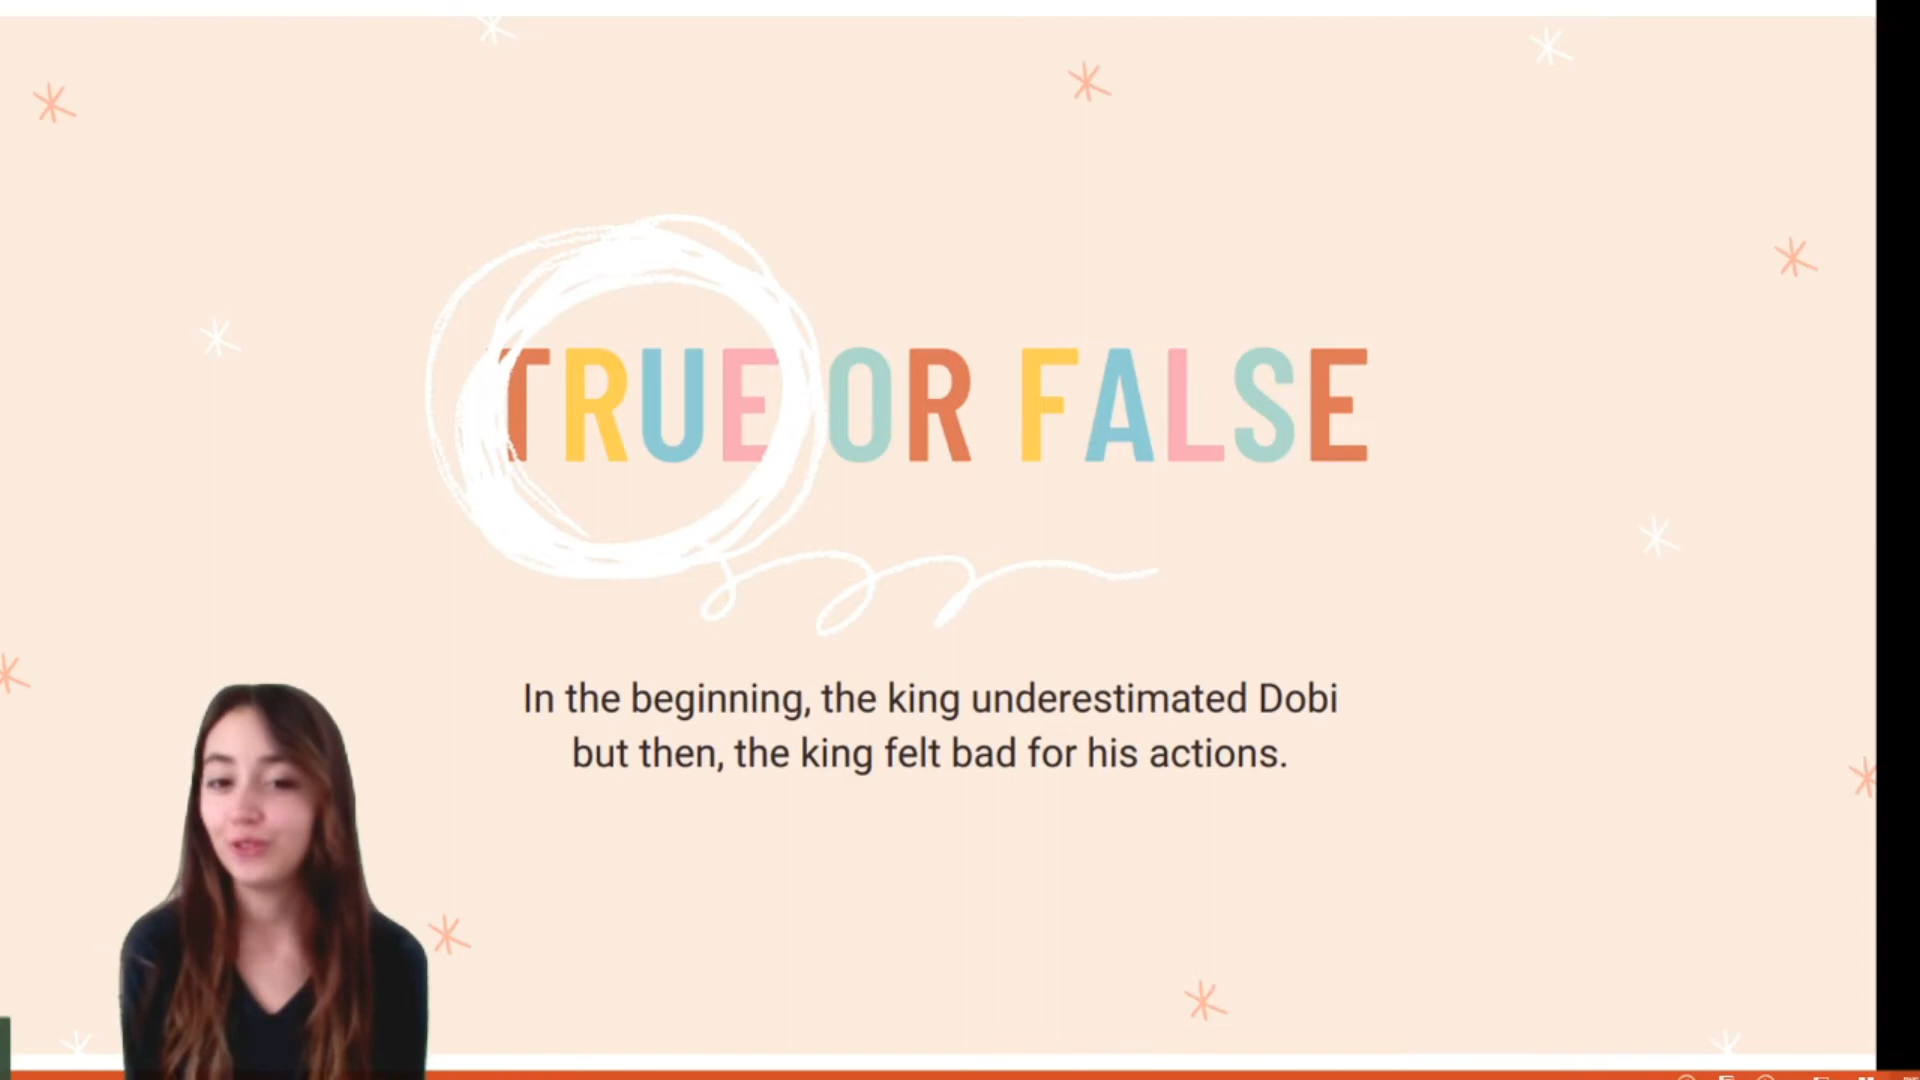 TRUE OR FALSE
In the beginning, the king underestimated Dobi
but then, the king felt bad for his actions.